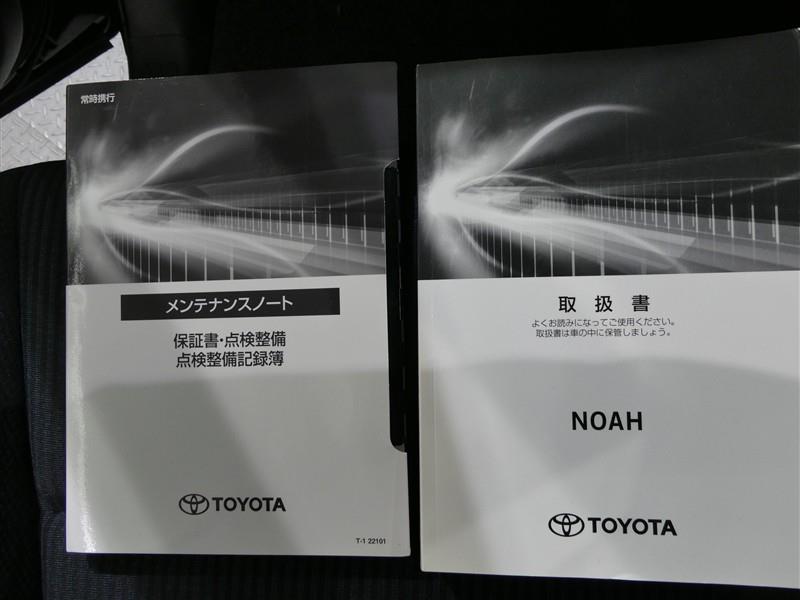 常時携行
メンテナンスノート
保証書・点検整備
点検整備記録簿
TOYOTA
T-1 22101
取扱書
よくお読みになってご使用ください。
取扱書は車の中に保管しましょう。
NOAH
TOYOTA